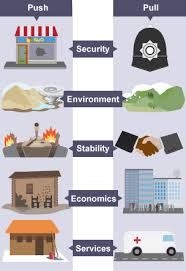 Push
Pull
Security
Environment
Stability
Economics
Services